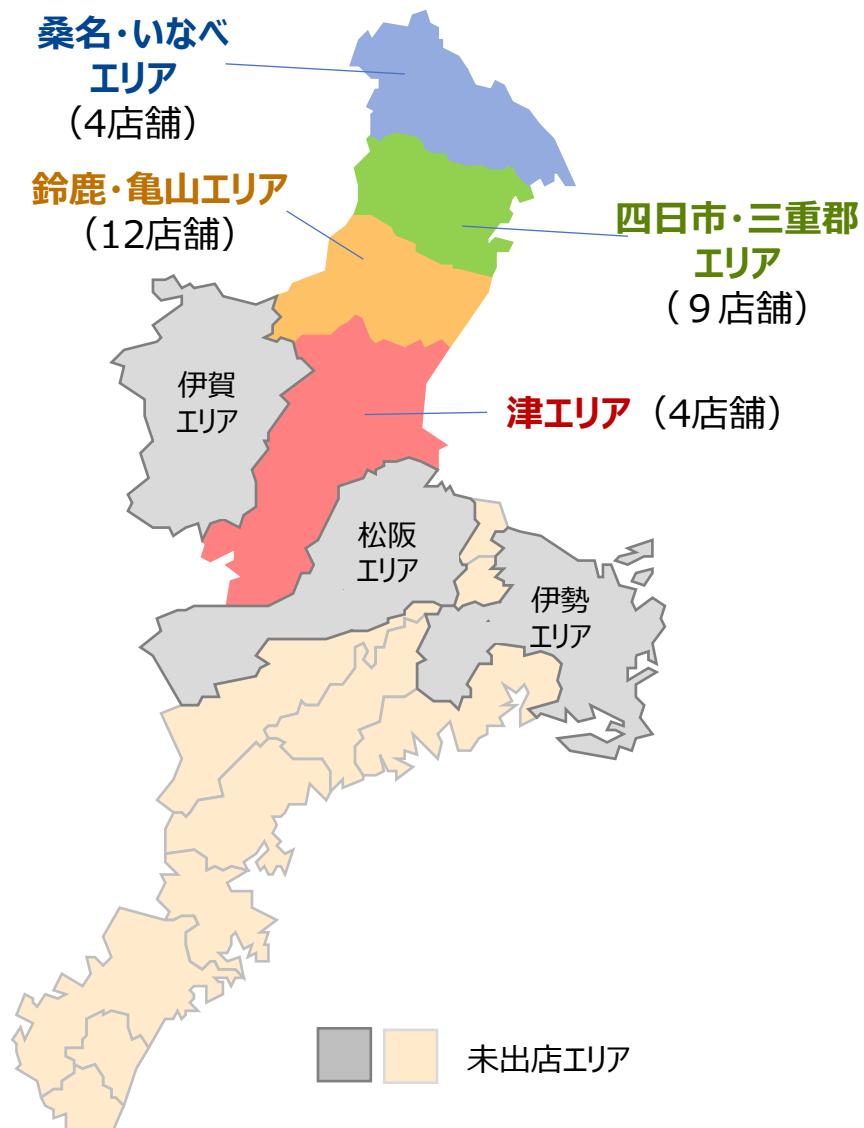 桑名・いなべ
エリア
（4店舗）
鈴鹿・亀山エリア
（12店舗）
四日市・三重郡
エリア
（９店舗）
伊賀
エリア
津エリア（4店舗）
松阪
エリア
伊勢
エリア
未出店エリア